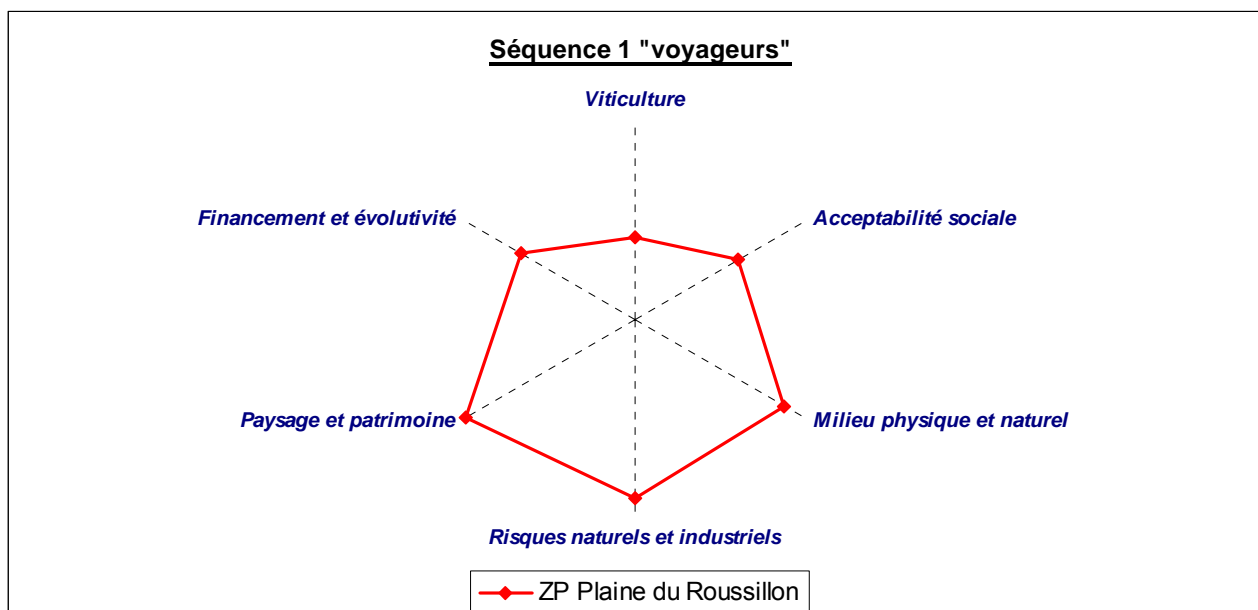 Séquence 1 "voyageurs"
Viticulture
Financement et évolutivité
Acceptabilité sociale
Paysage et patrimoine
Milieu physique et naturel
Risques naturels et industriels
ZP Plaine du Roussillon